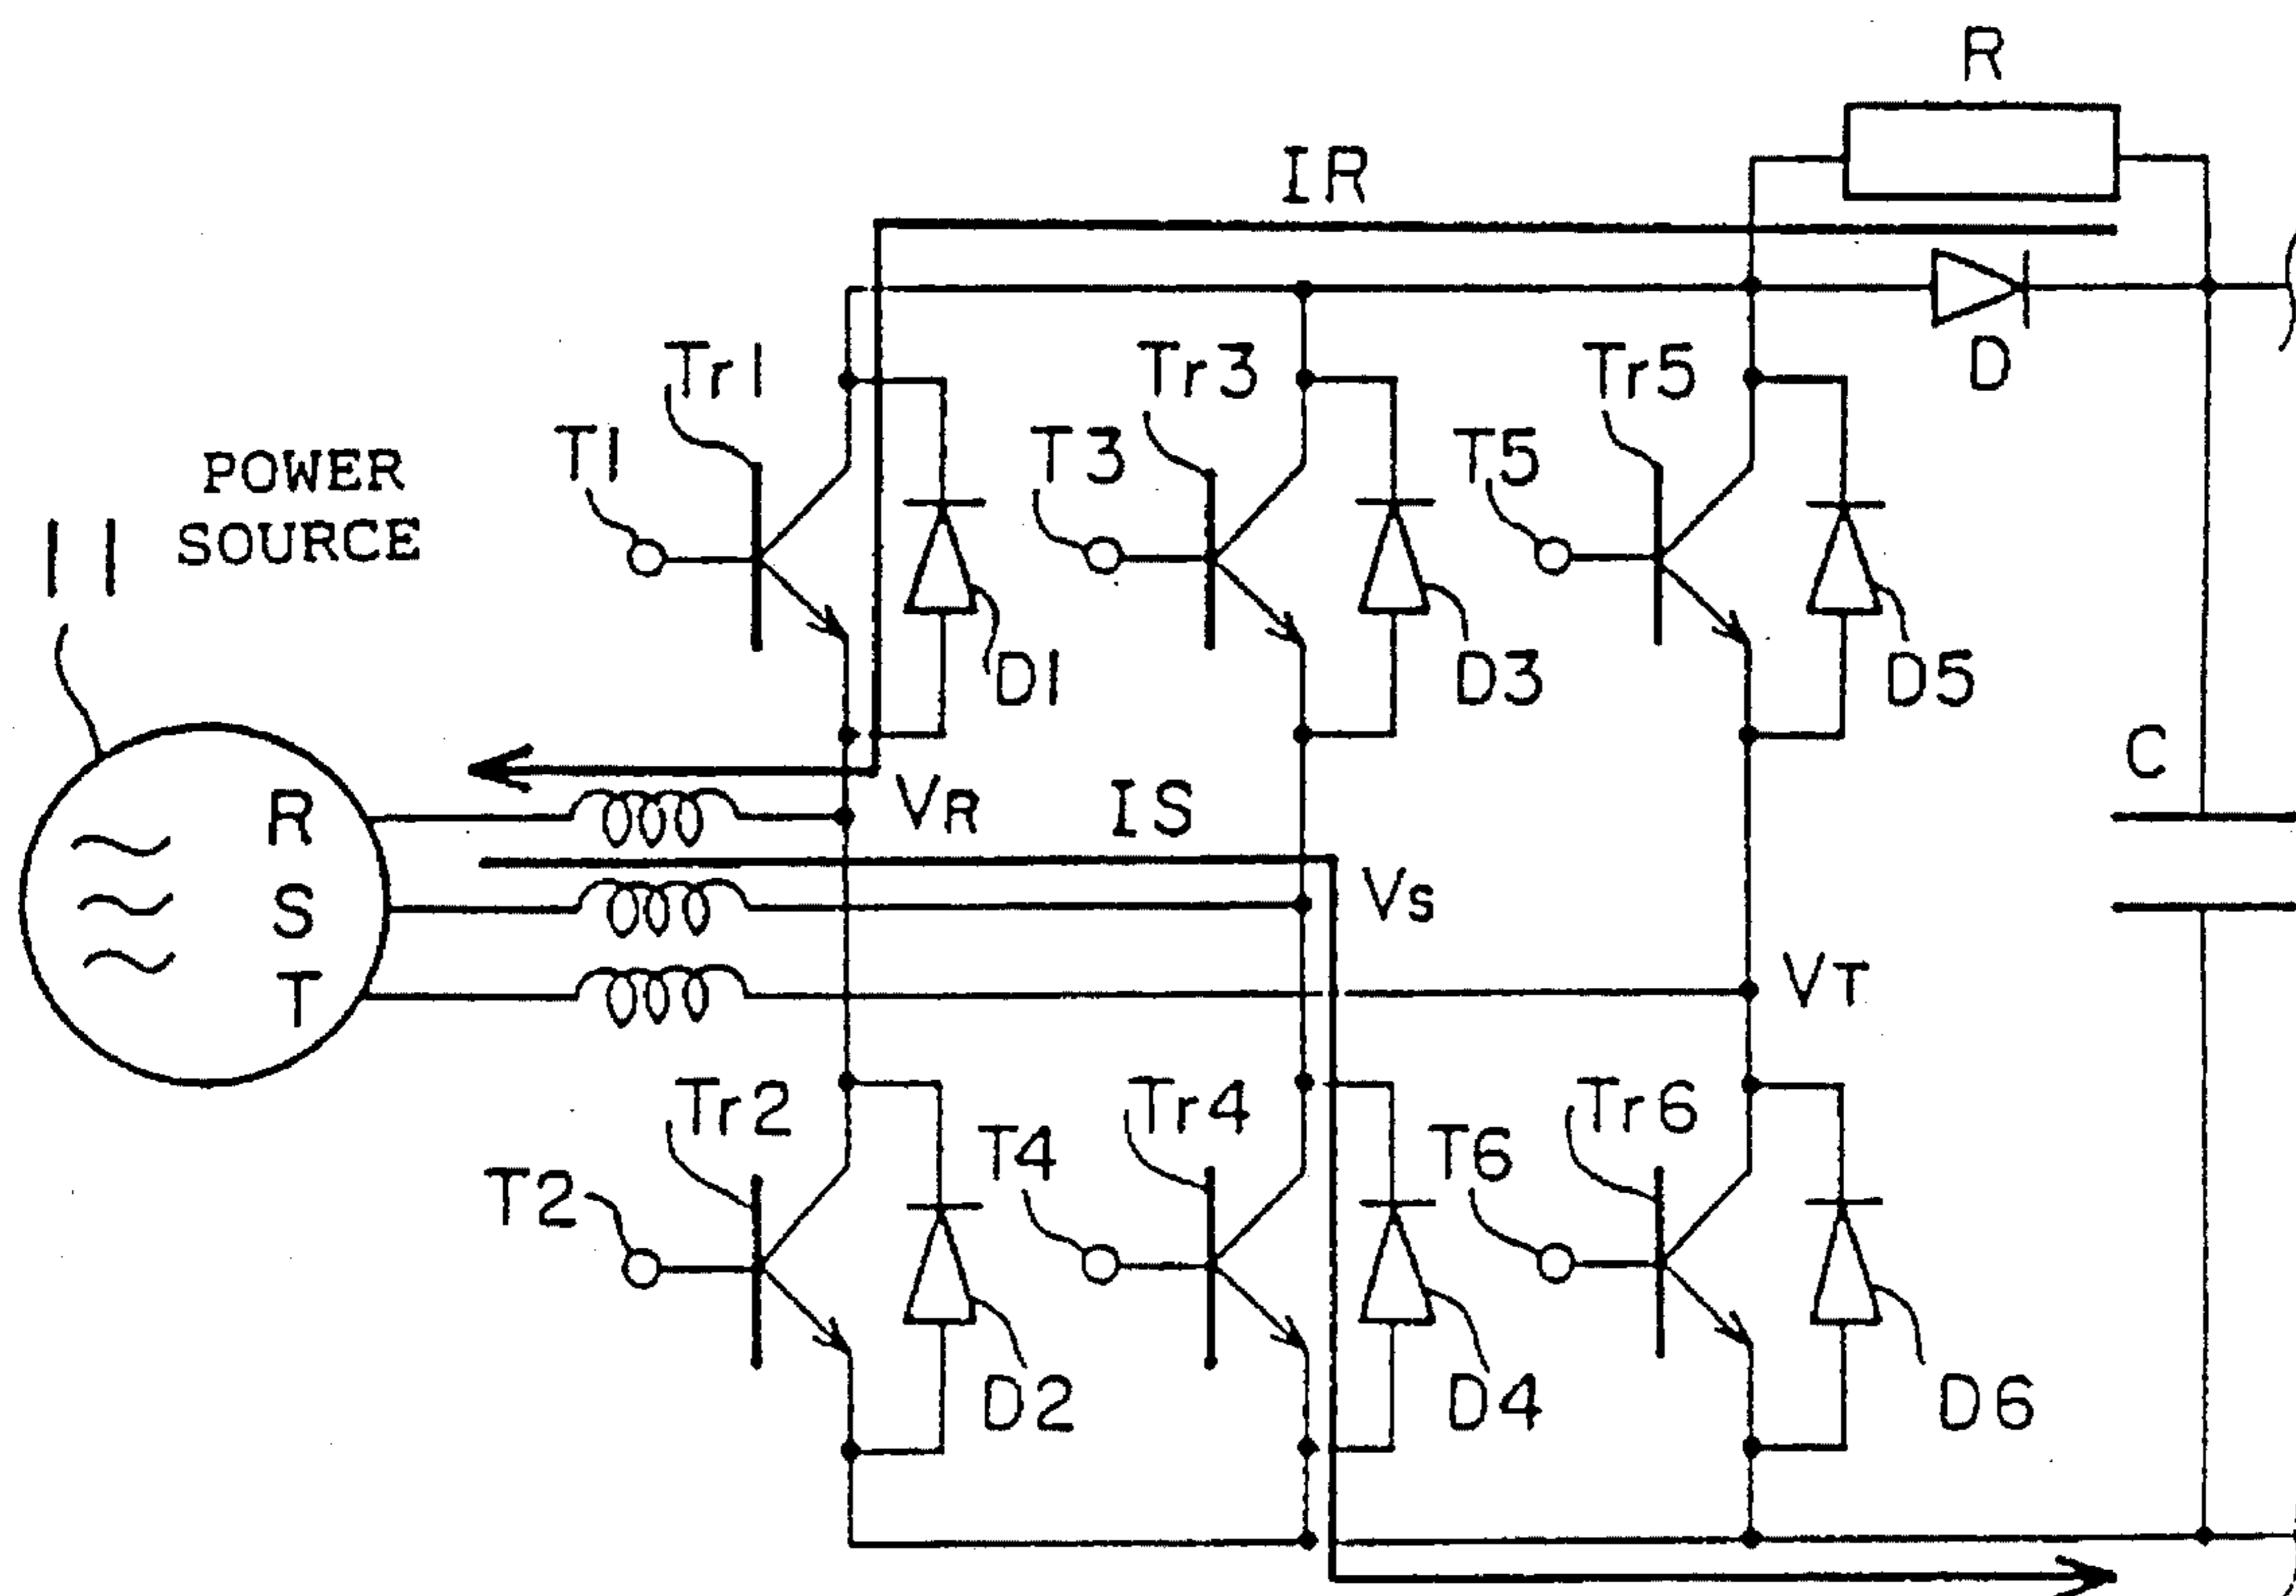 R
IR
Tr1
Tr3
Tr5
D
T1
T3
T5
POWER
SOURCE
11
D1
D3
D5
C
R
VR
IS
S
VS
T
VT
Tr2
Tr4
Tr6
T2
T4
T6
D2
D4
D6